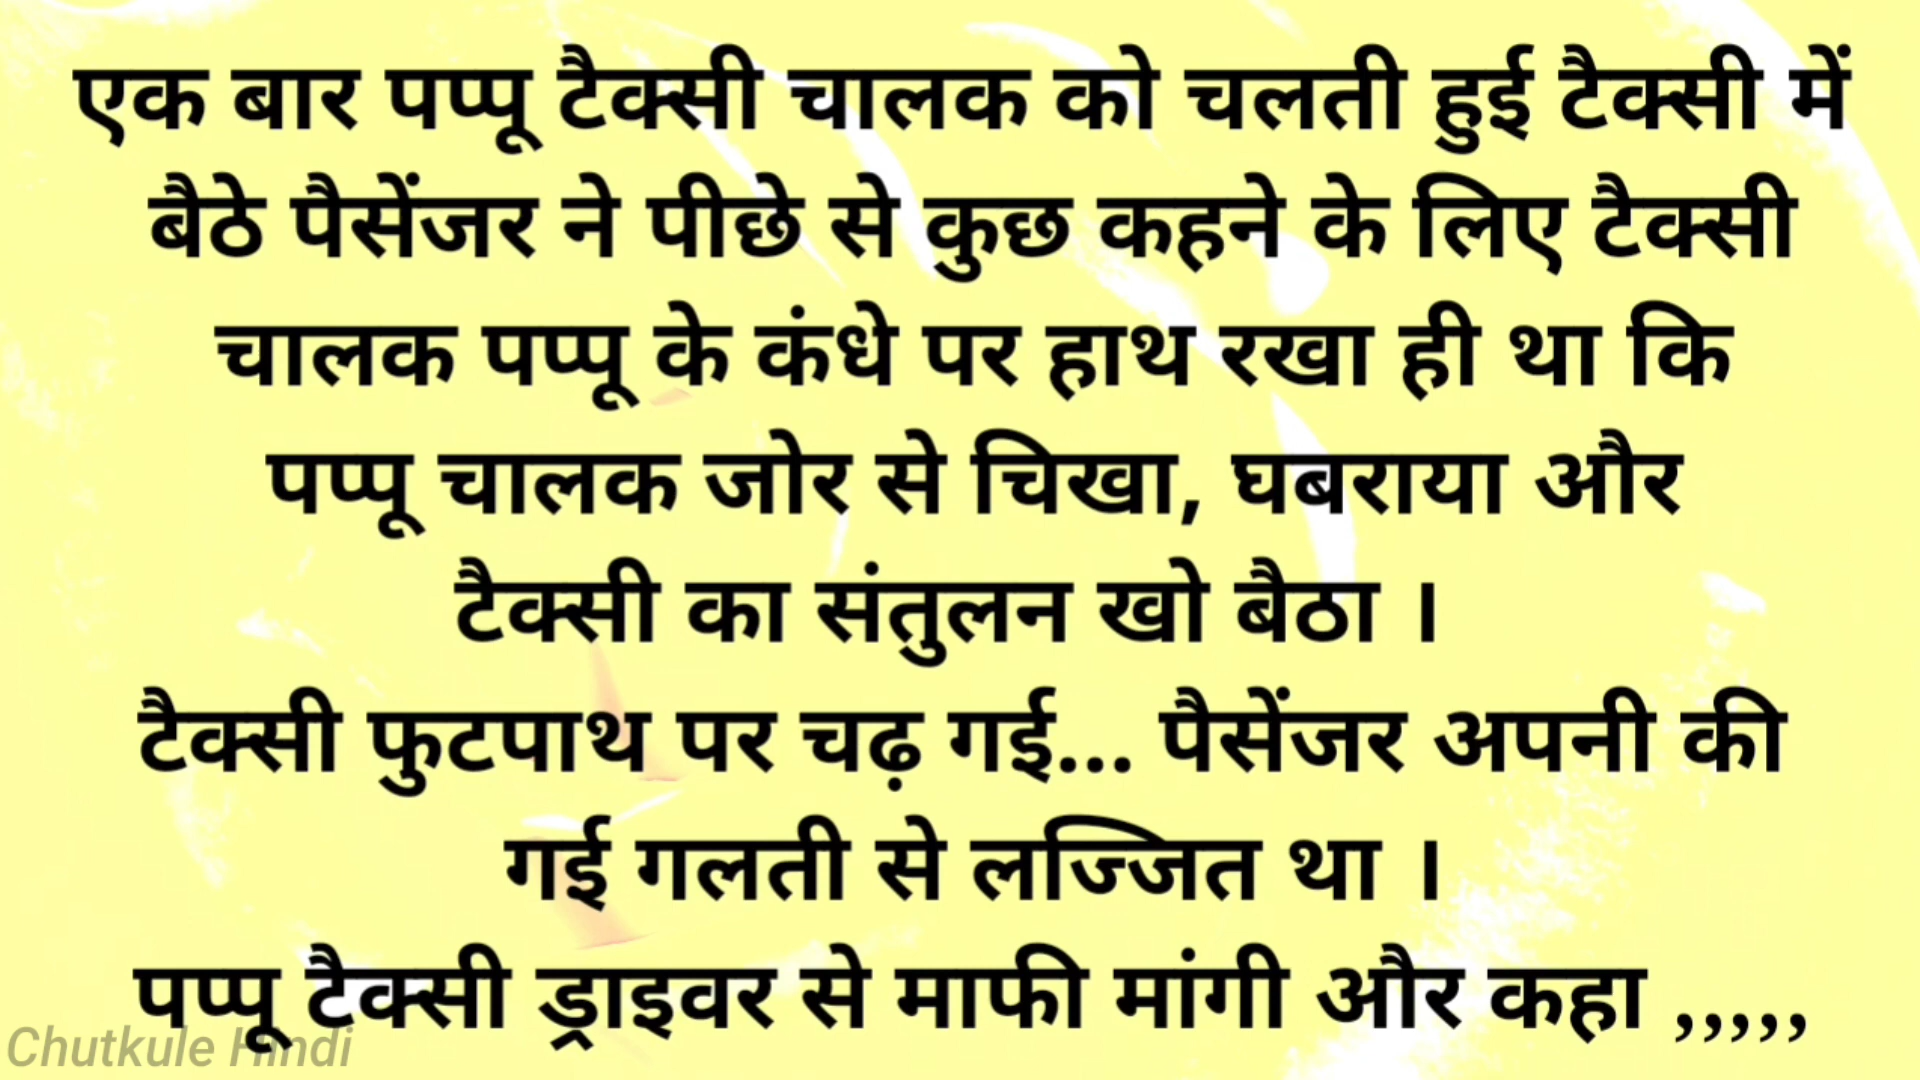 एक बार पप्पू टैक्सी चालक को चलती हुई टैक्सी में
बैठे पैसेंजर ने पीछे से कुछ कहने के लिए टैक्सी
चालक पप्पू के कंधे पर हाथ रखा ही था कि
पप्पू चालक जोर से चिखा, घबराया और
टैक्सी का संतुलन खो बैठा ।
टैक्सी फुटपाथ पर चढ़ गई... पैसेंजर अपनी की
गई गलती से लज्जित था ।
पप्पू टैक्सी ड्राइवर से माफी मांगी और कहा ,,,,,
Chutkule Hindi